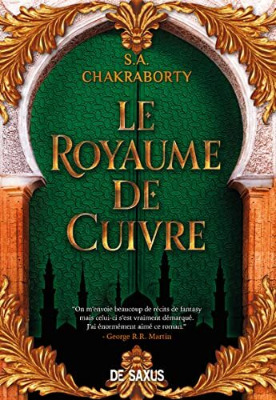 S.A.
CHAKRABORTY
LE
ROYAUME
DE
CUIVRE
"On m'envoie beaucoup de récits de fantasy
mais celui-ci s'est vraiment démarqué.
J'ai énormément aimé ce roman."
- George R.R. Martin
DE SAXUS